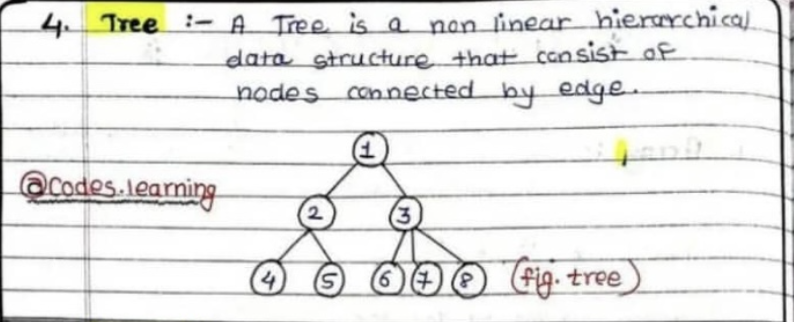 4. Tree :- A Tree is a non linear hierarchical
data structure that consist of
nodes connected by edge.
1
@codes.learning
2 3
4 5 6 7 8 (fig. tree)